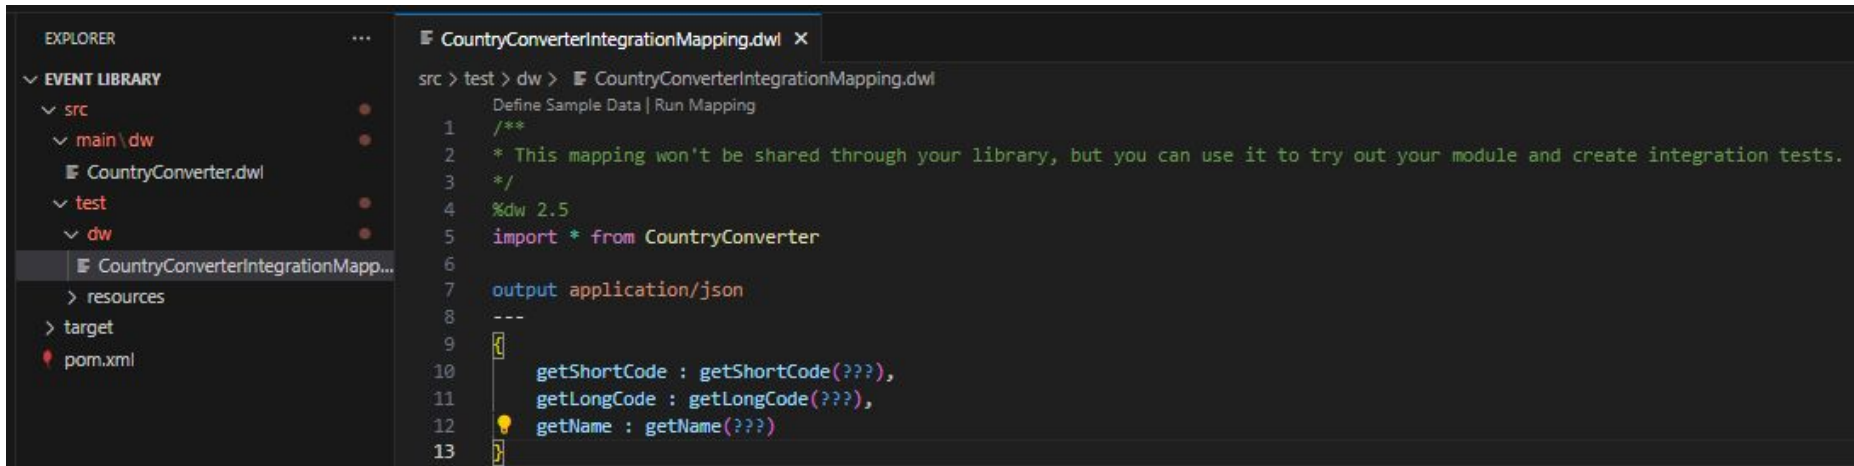 EXPLORER ...
EVENT LIBRARY
src
main\dw
CountryConverter.dwl
test
dw
CountryConverterIntegrationMapp...
resources
target
pom.xml
CountryConverterIntegrationMapping.dwl
src > test > dw > CountryConverterIntegrationMapping.dwl
Define Sample Data | Run Mapping
1 /**
2 * This mapping won't be shared through your library, but you can use it to try out your module and create integration tests.
3 */
4 %dw 2.5
5 import * from CountryConverter
6
7 output application/json
8 ---
9 {
10 getShortCode : getShortCode(???),
11 getLongCode : getLongCode(???),
12 getName : getName(???)
13 }